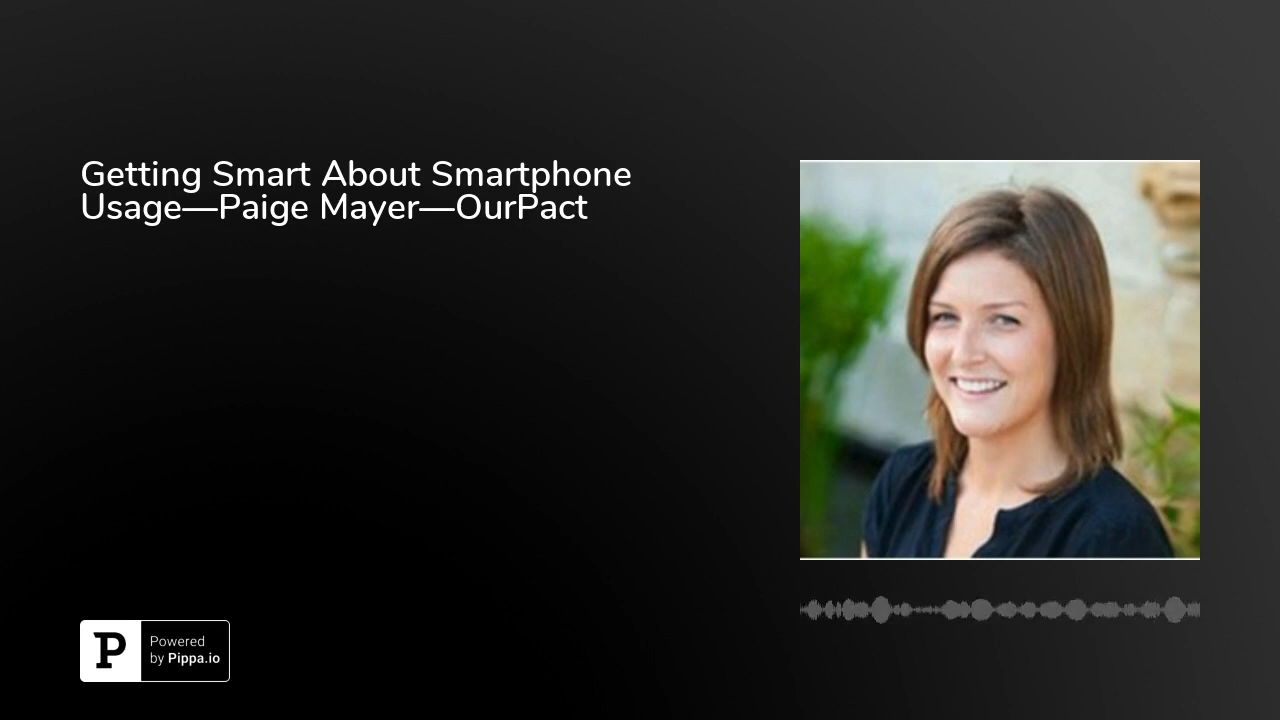 Getting Smart About Smartphone
Usage—Paige Mayer—OurPact
P
Powered
by Pippa.io